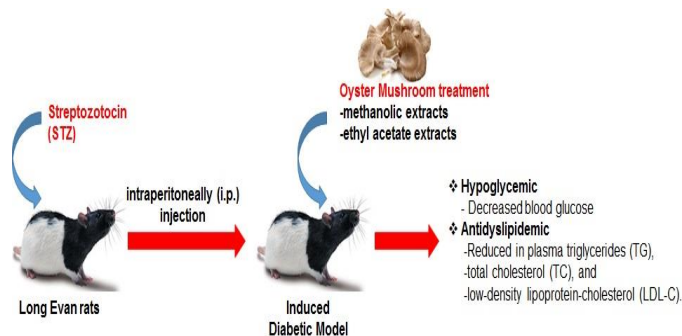 Streptozotocin
(STZ)
intraperitoneally (i.p.)
injection
Long Evan rats
Oyster Mushroom treatment
-methanolic extracts
-ethyl acetate extracts
Induced
Diabetic Model
❖ Hypoglycemic
- Decreased blood glucose
❖ Antidyslipidemic
-Reduced in plasma triglycerides (TG),
-total cholesterol (TC), and
-low-density lipoprotein-cholesterol (LDL-C).